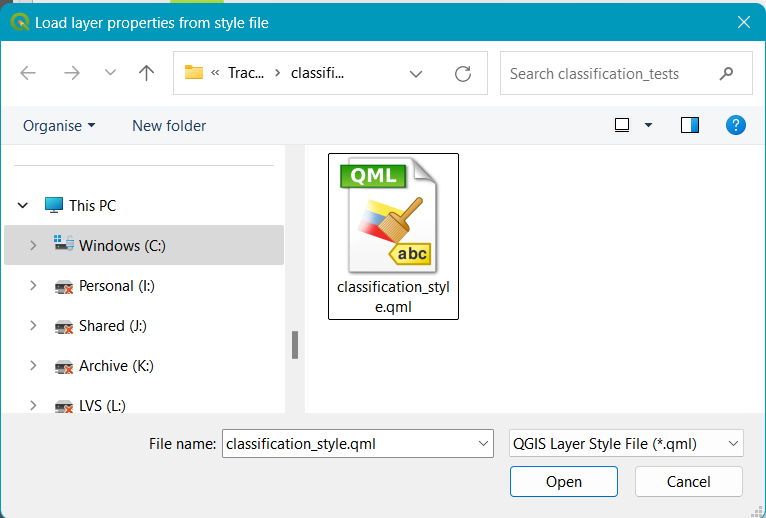 Load layer properties from style file
« Trac... › classifi...
Search classification_tests
Organise
New folder
?
This PC
Windows (C:)
Personal (I:)
Shared (J:)
Archive (K:)
LVS (L:)
QML
abc
classification_styl
e.qml
File name: classification_style.qml
QGIS Layer Style File (*.qml)
Open
Cancel